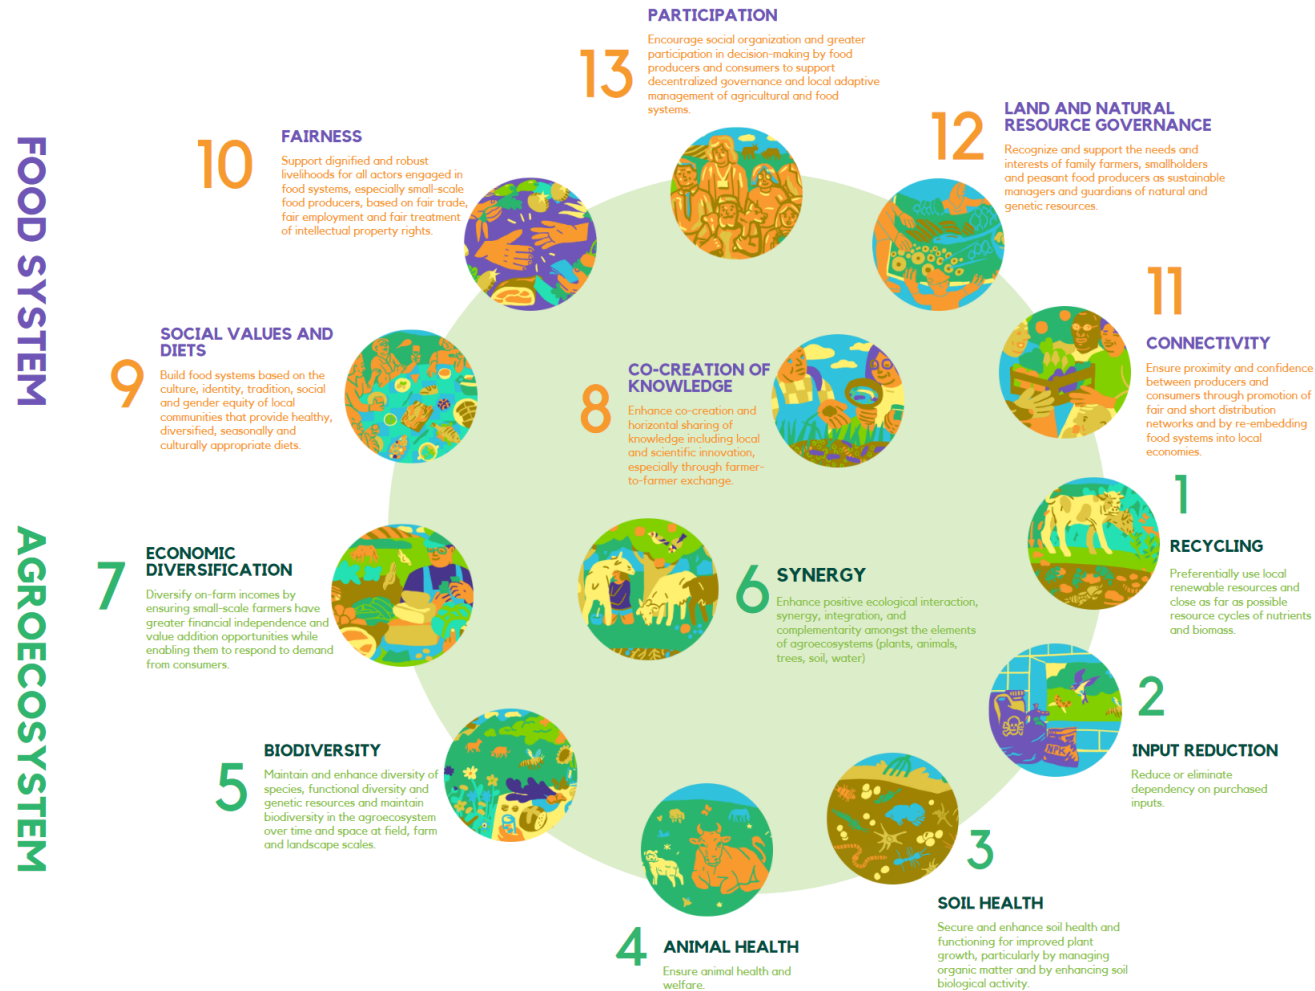 FOOD SYSTEM
AGROECOSYSTEM
13
PARTICIPATION
Encourage social organization and greater
participation in decision-making by food
producers and consumers to support
decentralized governance and local adaptive
management of agricultural and food
systems.
12
LAND AND NATURAL
RESOURCE GOVERNANCE
Recognize and support the needs and
interests of family farmers, smallholders
and peasant food producers as sustainable
managers and guardians of natural and
genetic resources.
10
FAIRNESS
Support dignified and robust
livelihoods for all actors engaged in
food systems, especially small-scale
food producers, based on fair trade,
fair employment and fair treatment
of intellectual property rights.
11
CONNECTIVITY
Ensure proximity and confidence
between producers and
consumers through promotion of
fair and short distribution
networks and by re-embedding
food systems into local
economies.
9
SOCIAL VALUES AND
DIETS
Build food systems based on the
culture, identity, tradition, social
and gender equity of local
communities that provide healthy,
diversified, seasonally and
culturally appropriate diets.
8
CO-CREATION OF
KNOWLEDGE
Enhance co-creation and
horizontal sharing of
knowledge including local
and scientific innovation,
especially through farmer-
to-farmer exchange.
1
RECYCLING
Preferentially use local
renewable resources and
close as far as possible
resource cycles of nutrients
and biomass.
7
ECONOMIC
DIVERSIFICATION
Diversify on-farm incomes by
ensuring small-scale farmers have
greater financial independence and
value addition opportunities while
enabling them to respond to demand
from consumers.
6
SYNERGY
Enhance positive ecological interaction,
synergy, integration, and
complementarity amongst the elements
of agroecosystems (plants, animals,
trees, soil, water)
2
INPUT REDUCTION
Reduce or eliminate
dependency on purchased
inputs.
NPK
5
BIODIVERSITY
Maintain and enhance diversity of
species, functional diversity and
genetic resources and maintain
biodiversity in the agroecosystem
over time and space at field, farm
and landscape scales.
3
SOIL HEALTH
Secure and enhance soil health and
functioning for improved plant
growth, particularly by managing
organic matter and by enhancing soil
biological activity.
4
ANIMAL HEALTH
Ensure animal health and
welfare.